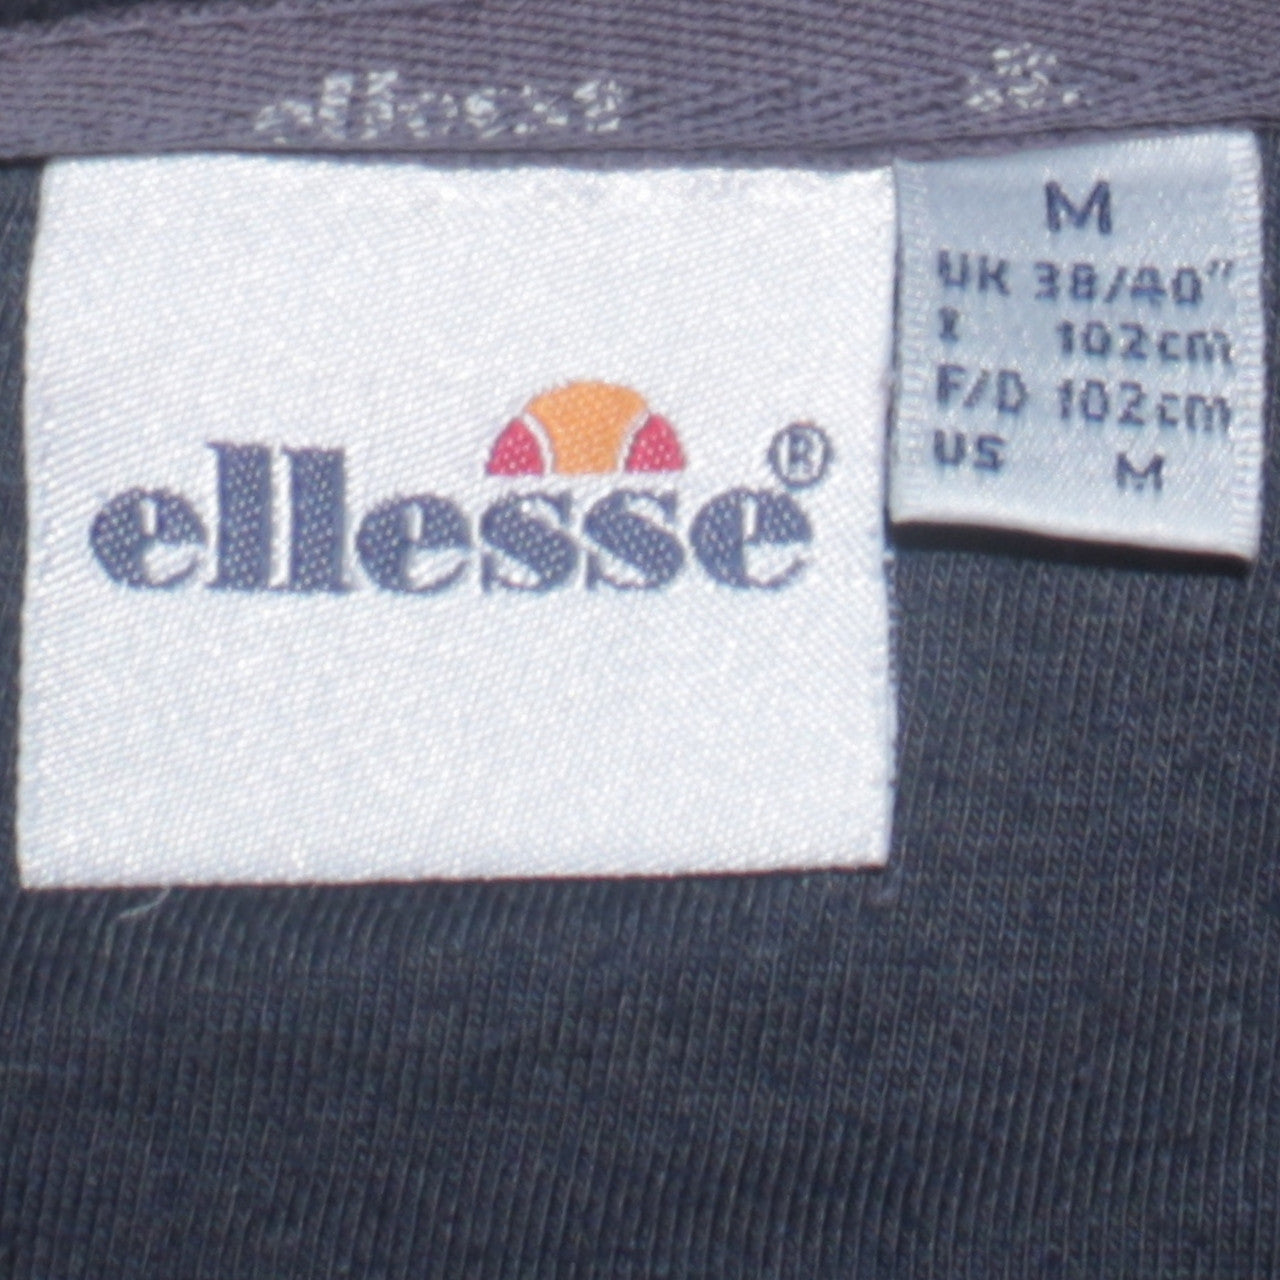 ellesse
ellesse®
M
UK 38/40"
I 102cm
F/D 102cm
US M